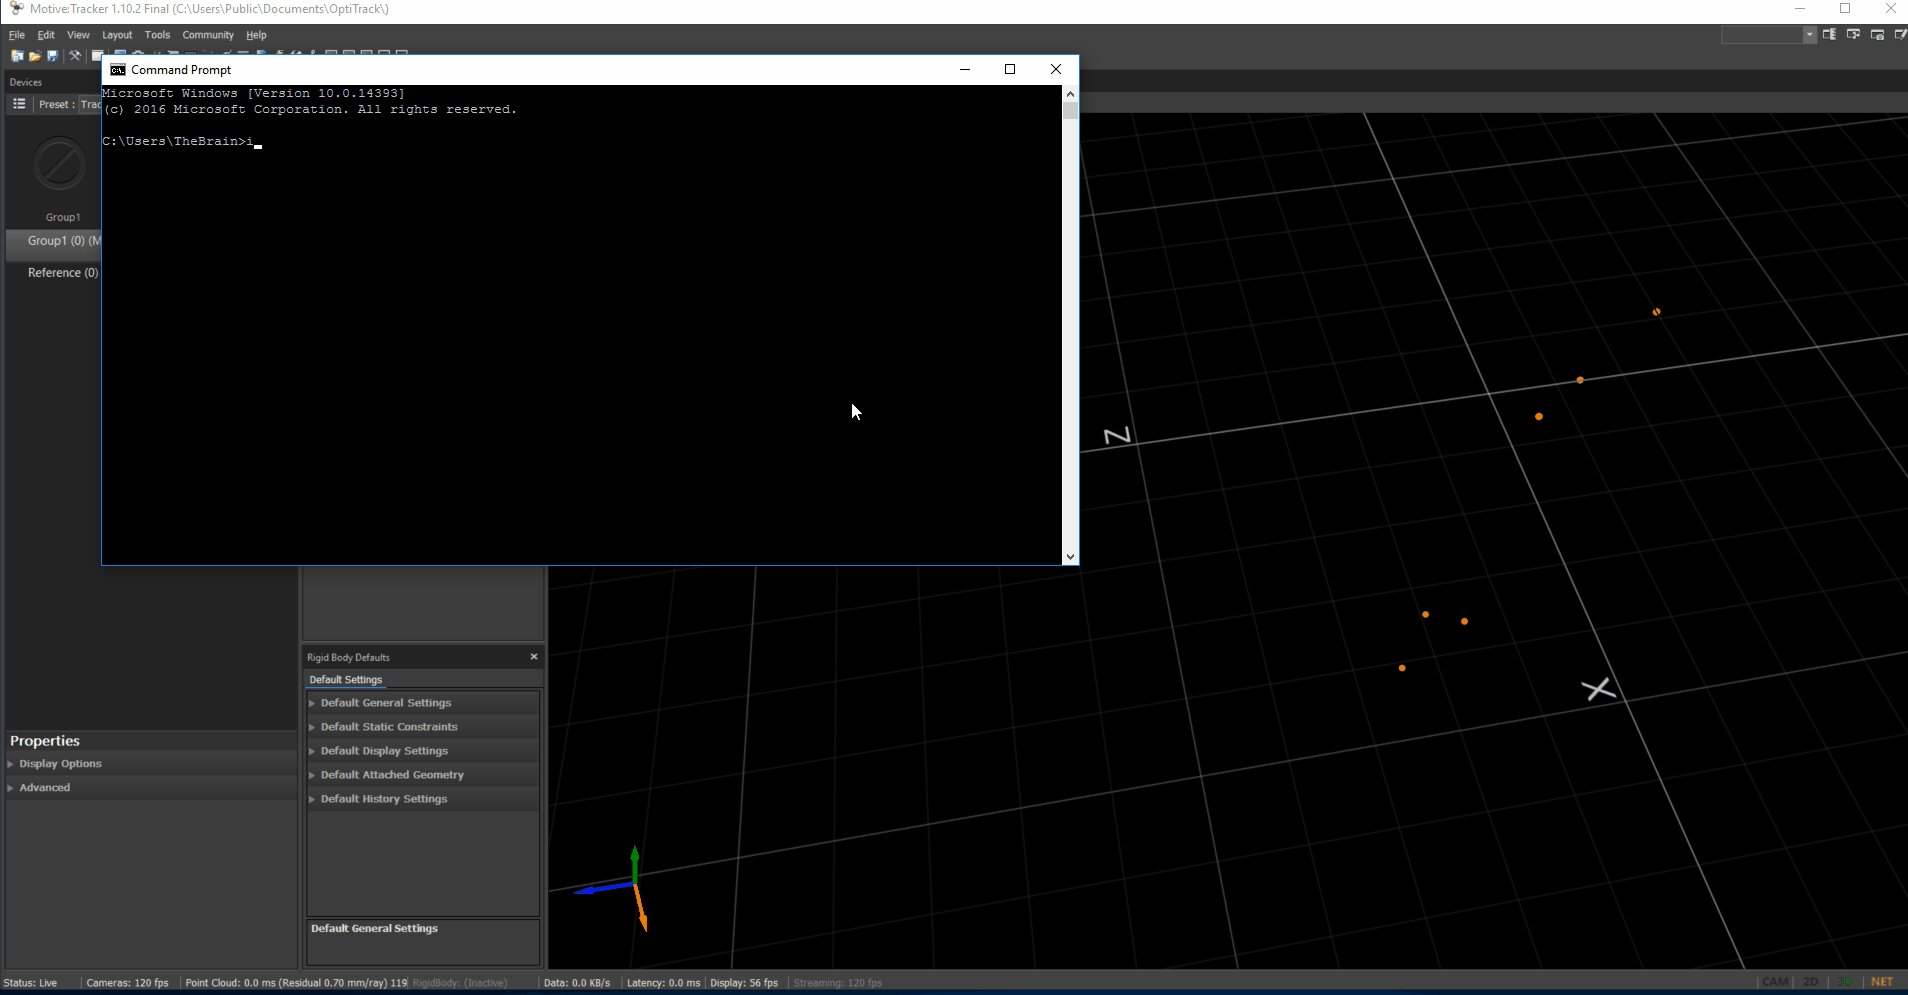 Motive:Tracker 1.10.2 Final (C:\Users\Public\Documents\OptiTrack\)
File Edit View Layout Tools Community Help
Command Prompt
Devices
Preset : Trac
Microsoft Windows [Version 10.0.14393]
(c) 2016 Microsoft Corporation. All rights reserved.
C:\Users\TheBrain>i
Group1
Group1 (0) (M
Reference (0)
Z
X
Rigid Body Defaults
Default Settings
Default General Settings
Default Static Constraints
Default Display Settings
Default Attached Geometry
Default History Settings
Default General Settings
Properties
Display Options
Advanced
Status: Live Cameras: 120 fps Point Cloud: 0.0 ms (Residual 0.70 mm/ray) 119 RigidBody: (Inactive) Data: 0.0 KB/s Latency: 0.0 ms Display: 56 fps Streaming: 120 fps CAM 2D 3D NET